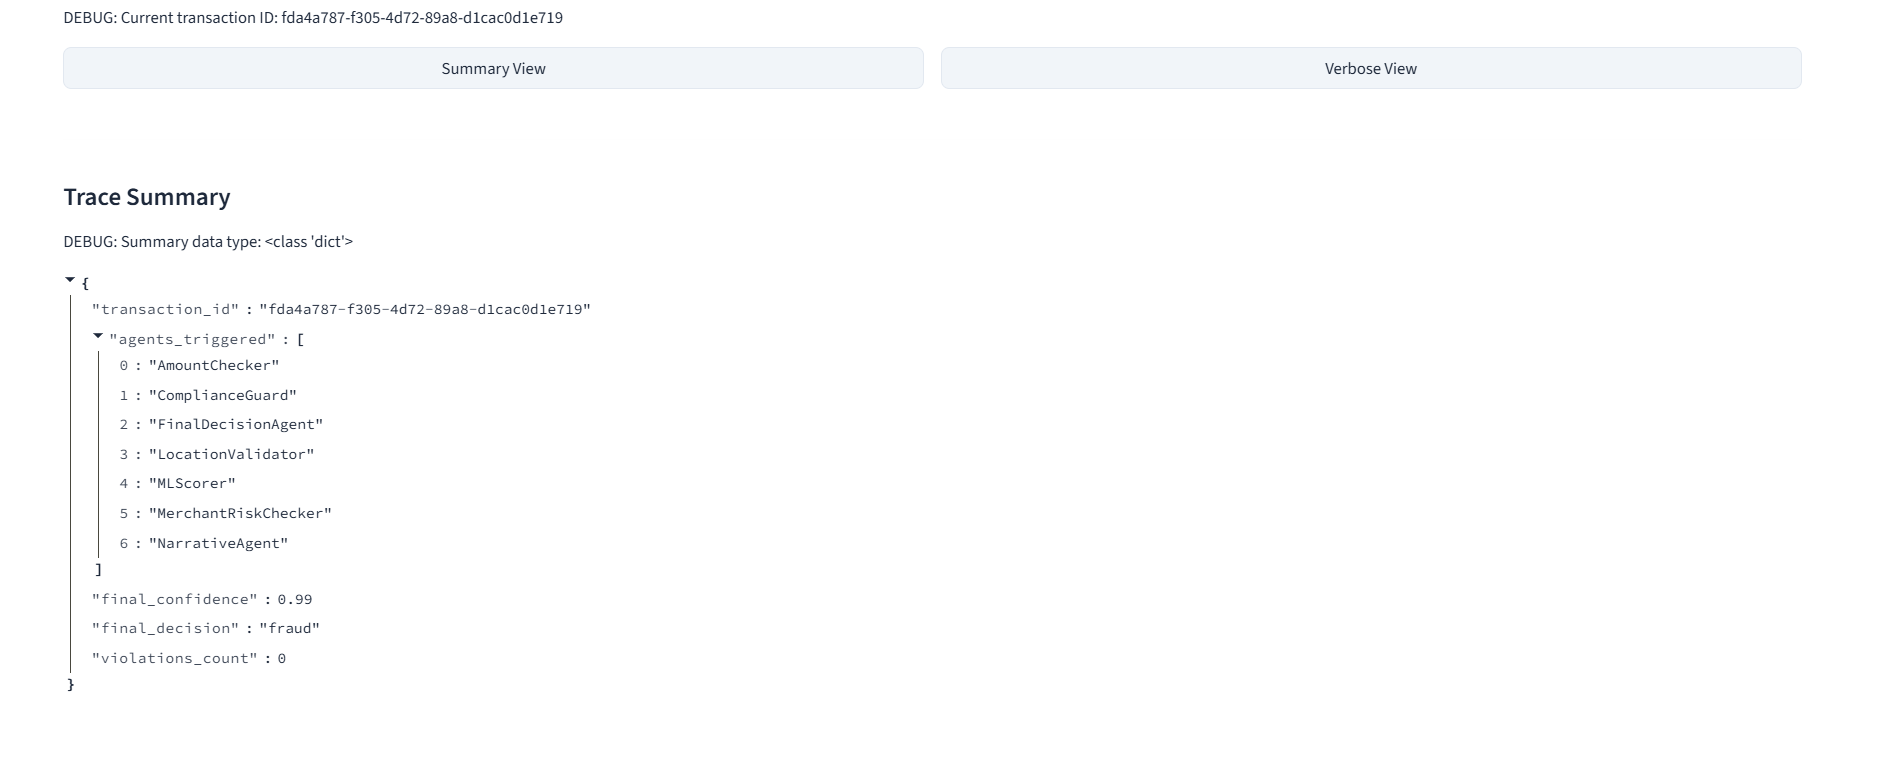 DEBUG: Current transaction ID: fda4a787-f305-4d72-89a8-d1cac0d1e719
Summary View
Verbose View
Trace Summary
DEBUG: Summary data type: <class 'dict'>
{
"transaction_id" : "fda4a787-f305-4d72-89a8-d1cac0d1e719"
"agents_triggered" : [
0 : "AmountChecker"
1 : "ComplianceGuard"
2 : "FinalDecisionAgent"
3 : "LocationValidator"
4 : "MLScorer"
5 : "MerchantRiskChecker"
6 : "NarrativeAgent"
]
"final_confidence" : 0.99
"final_decision" : "fraud"
"violations_count" : 0
}